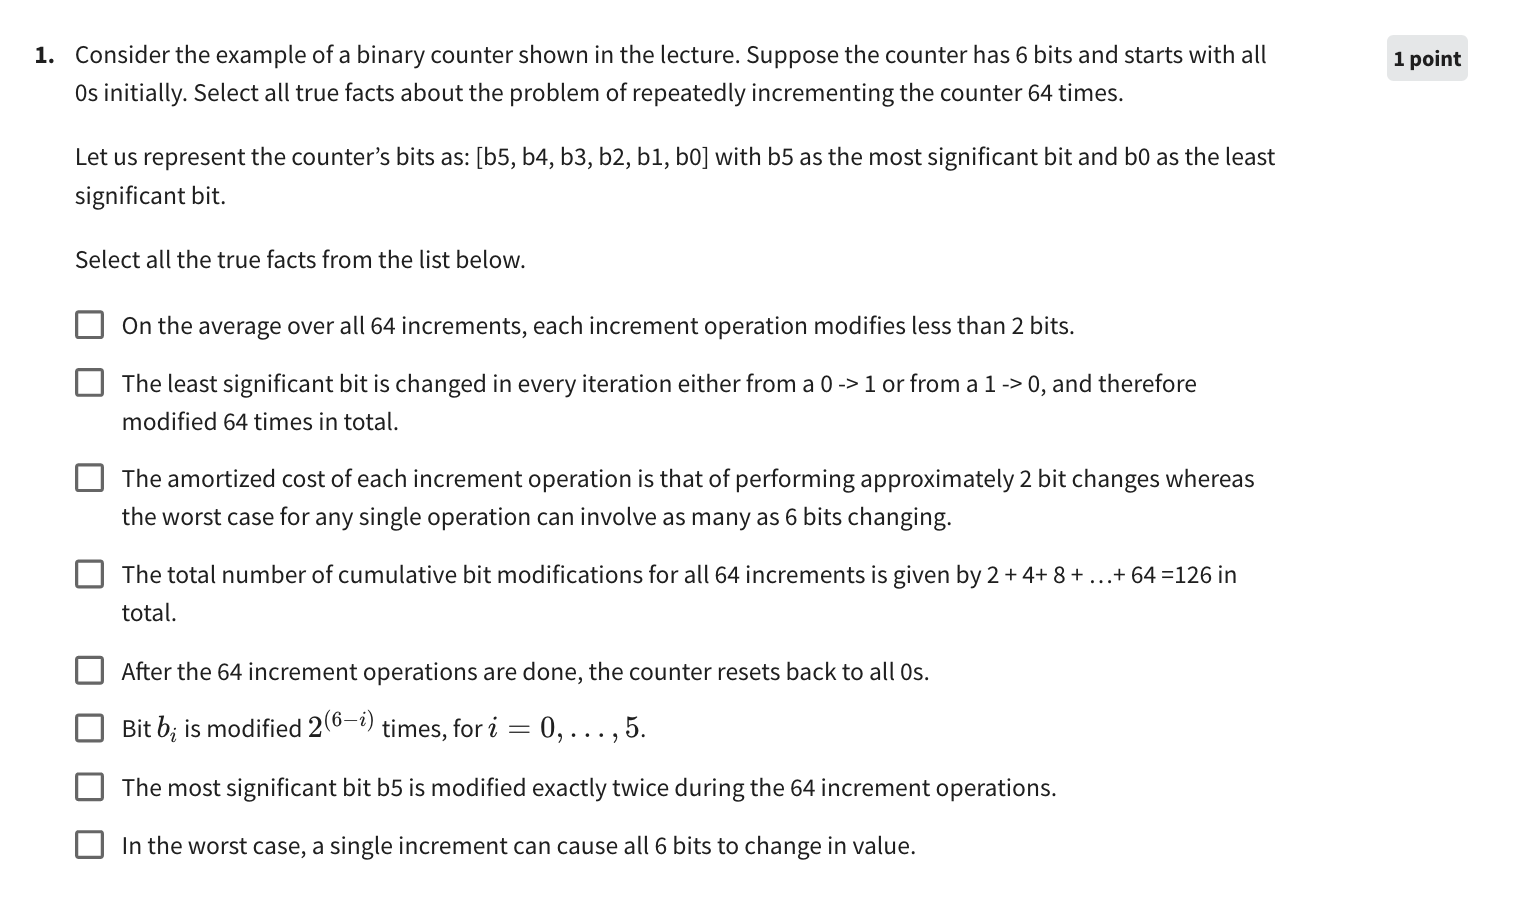 1. Consider the example of a binary counter shown in the lecture. Suppose the counter has 6 bits and starts with all
1 point
0s initially. Select all true facts about the problem of repeatedly incrementing the counter 64 times.
Let us represent the counter’s bits as: [b5, b4, b3, b2, b1, b0] with b5 as the most significant bit and b0 as the least
significant bit.
Select all the true facts from the list below.
On the average over all 64 increments, each increment operation modifies less than 2 bits.
The least significant bit is changed in every iteration either from a 0 -> 1 or from a 1 -> 0, and therefore
modified 64 times in total.
The amortized cost of each increment operation is that of performing approximately 2 bit changes whereas
the worst case for any single operation can involve as many as 6 bits changing.
The total number of cumulative bit modifications for all 64 increments is given by 2 + 4+ 8 + …+ 64 =126 in
total.
After the 64 increment operations are done, the counter resets back to all 0s.
Bit $b_i$ is modified $2^{(6-i)}$ times, for $i = 0, \ldots, 5$.
The most significant bit b5 is modified exactly twice during the 64 increment operations.
In the worst case, a single increment can cause all 6 bits to change in value.